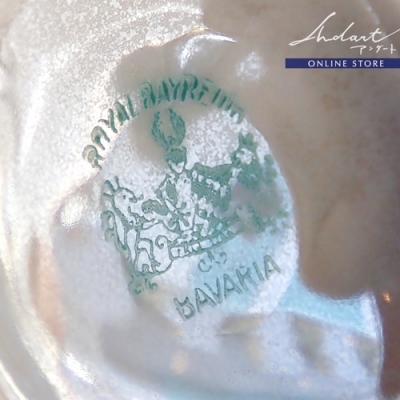 Andart
アンダート
ONLINE STORE
ROYAL BAYREUTH
BAVARIA